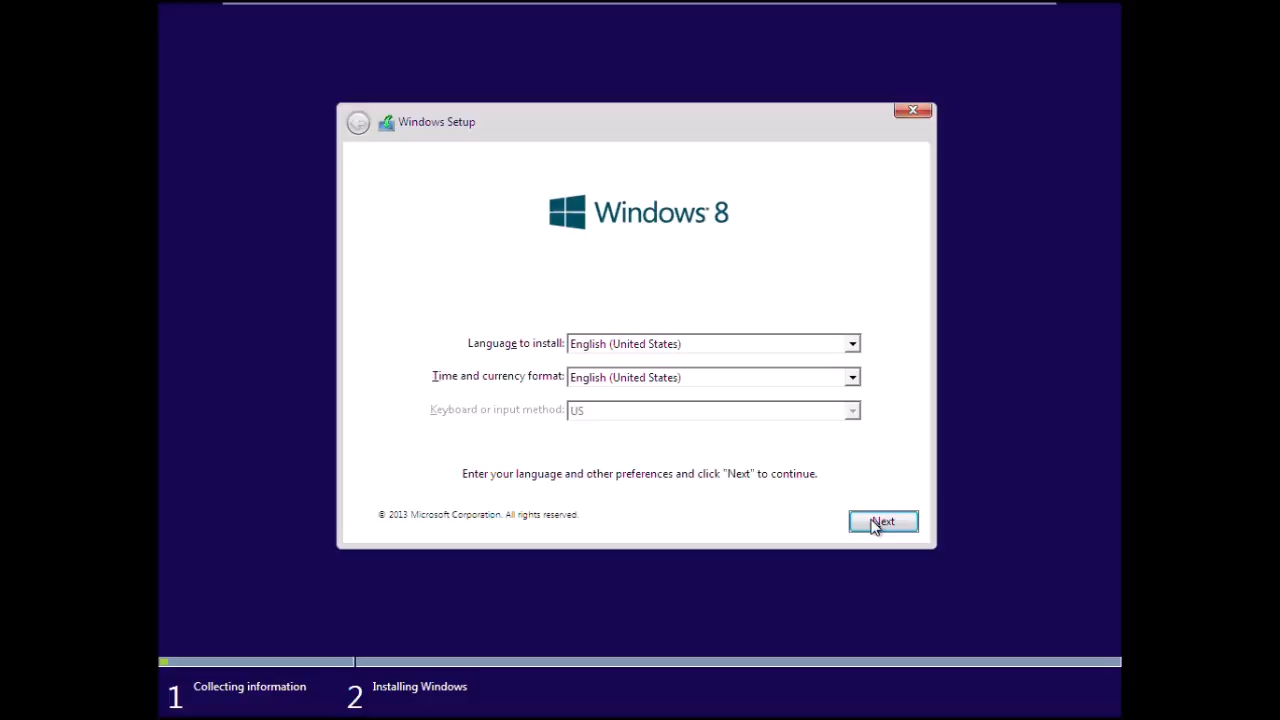 Windows Setup
Windows 8
Language to install: English (United States)
Time and currency format: English (United States)
Keyboard or input method: US
Enter your language and other preferences and click "Next" to continue.
© 2013 Microsoft Corporation. All rights reserved.
Next
1 Collecting information
2 Installing Windows